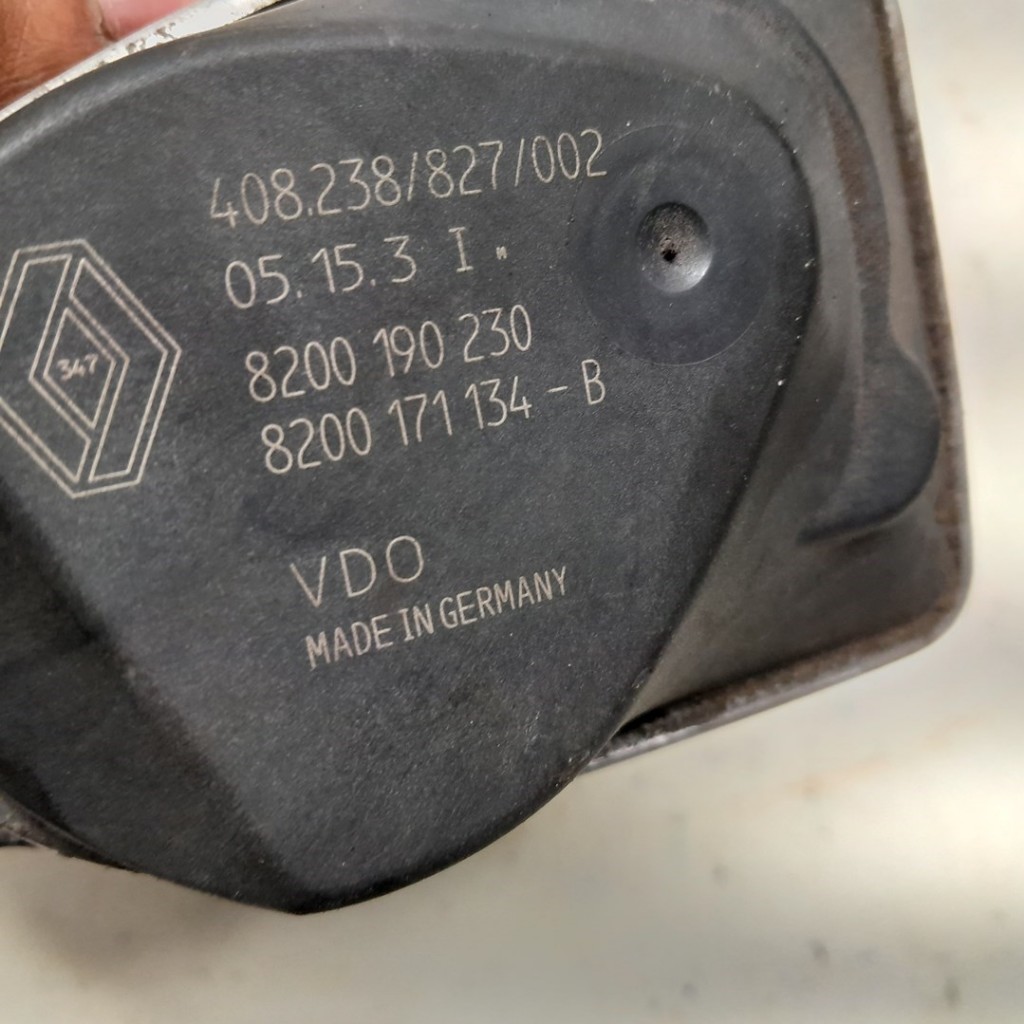 408.238/827/002
05.15.3 I
347
8200 190 230
8200 171 134 - B
VDO
MADE IN GERMANY